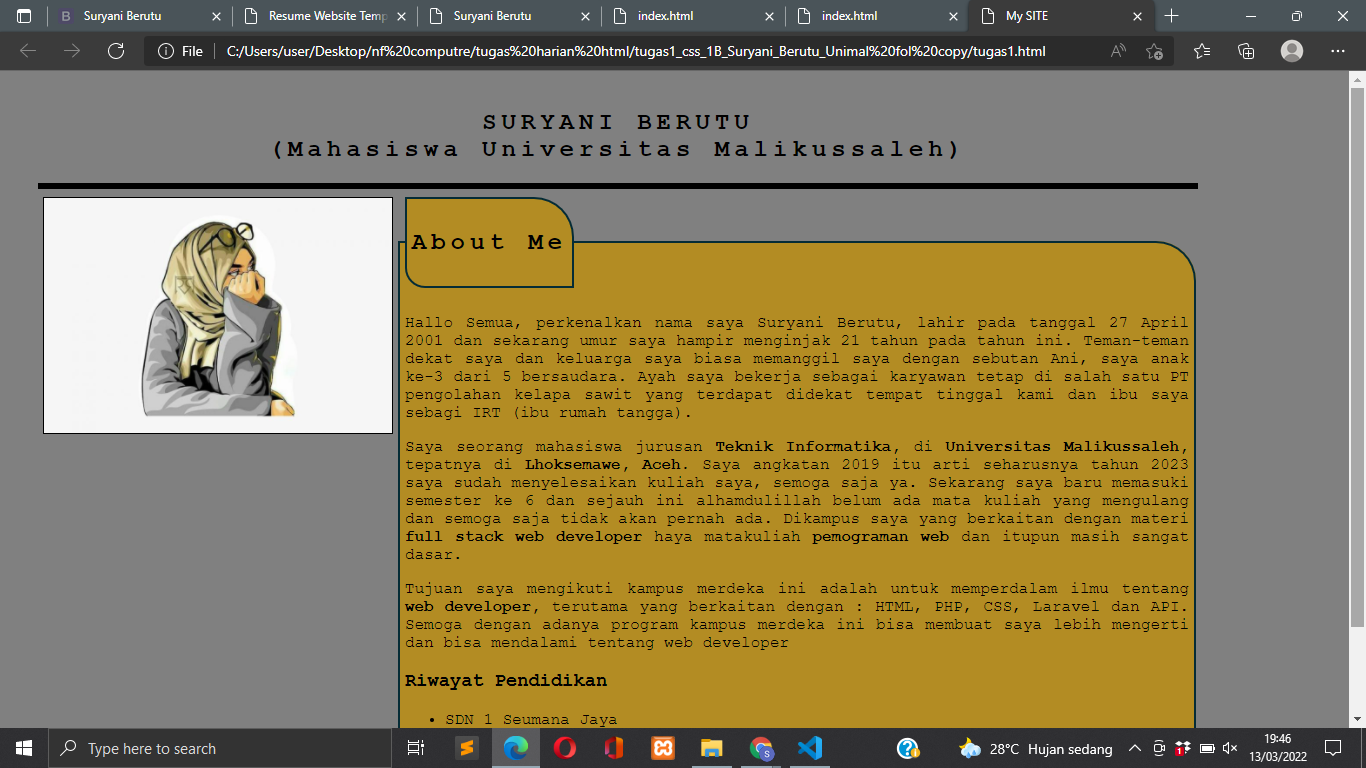 Suryani Berutu
Resume Website Temp
Suryani Berutu
index.html
index.html
My SITE
File
C:/Users/user/Desktop/nf%20computre/tugas%20harian%20html/tugas1_css_1B_Suryani_Berutu_Unimal%20fol%20copy/tugas1.html
SURYANI BERUTU
(Mahasiswa Universitas Malikussaleh)
About Me
Hallo Semua, perkenalkan nama saya Suryani Berutu, lahir pada tanggal 27 April
2001 dan sekarang umur saya hampir menginjak 21 tahun pada tahun ini. Teman-teman
dekat saya dan keluarga saya biasa memanggil saya dengan sebutan Ani, saya anak
ke-3 dari 5 bersaudara. Ayah saya bekerja sebagai karyawan tetap di salah satu PT
pengolahan kelapa sawit yang terdapat didekat tempat tinggal kami dan ibu saya
sebagi IRT (ibu rumah tangga).
Saya seorang mahasiswa jurusan Teknik Informatika, di Universitas Malikussaleh,
tepatnya di Lhoksemawe, Aceh. Saya angkatan 2019 itu arti seharusnya tahun 2023
saya sudah menyelesaikan kuliah saya, semoga saja ya. Sekarang saya baru memasuki
semester ke 6 dan sejauh ini alhamdulillah belum ada mata kuliah yang mengulang
dan semoga saja tidak akan pernah ada. Dikampus saya yang berkaitan dengan materi
full stack web developer haya matakuliah pemograman web dan itupun masih sangat
dasar.
Tujuan saya mengikuti kampus merdeka ini adalah untuk memperdalam ilmu tentang
web developer, terutama yang berkaitan dengan : HTML, PHP, CSS, Laravel dan API.
Semoga dengan adanya program kampus merdeka ini bisa membuat saya lebih mengerti
dan bisa mendalami tentang web developer
Riwayat Pendidikan
• SDN 1 Seumana Jaya
Type here to search
28°C Hujan sedang
19:46
13/03/2022